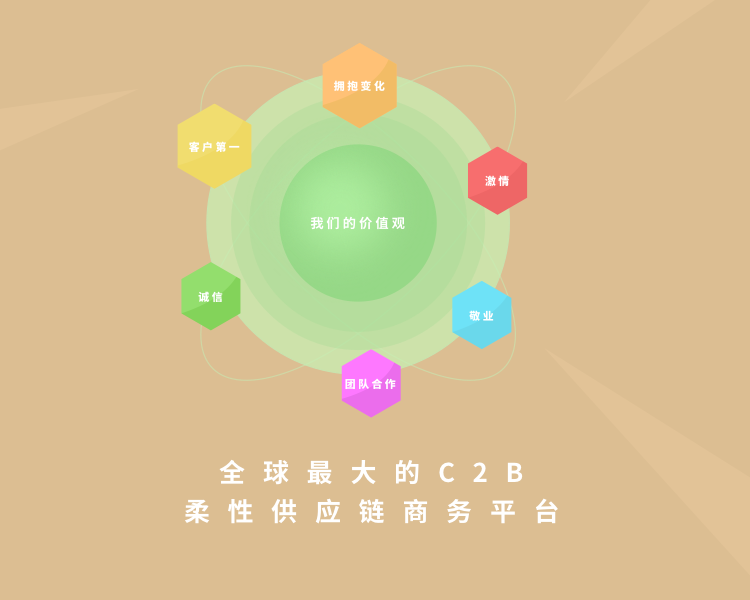 拥抱变化
客户第一
激情
我们的价值观
诚信
敬业
团队合作
全球最大的C2B
柔性供应链商务平台